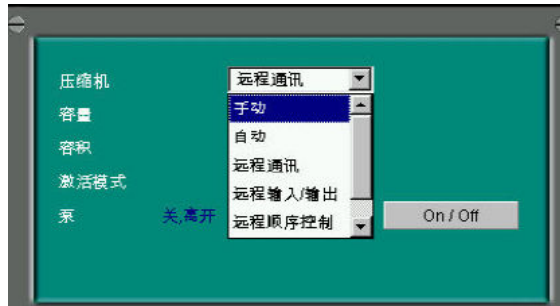 压缩机 远程通讯
容量 手动
容积 自动
激活模式 远程通讯
远程输入/输出
泵 关,离开 远程顺序控制 On / Off